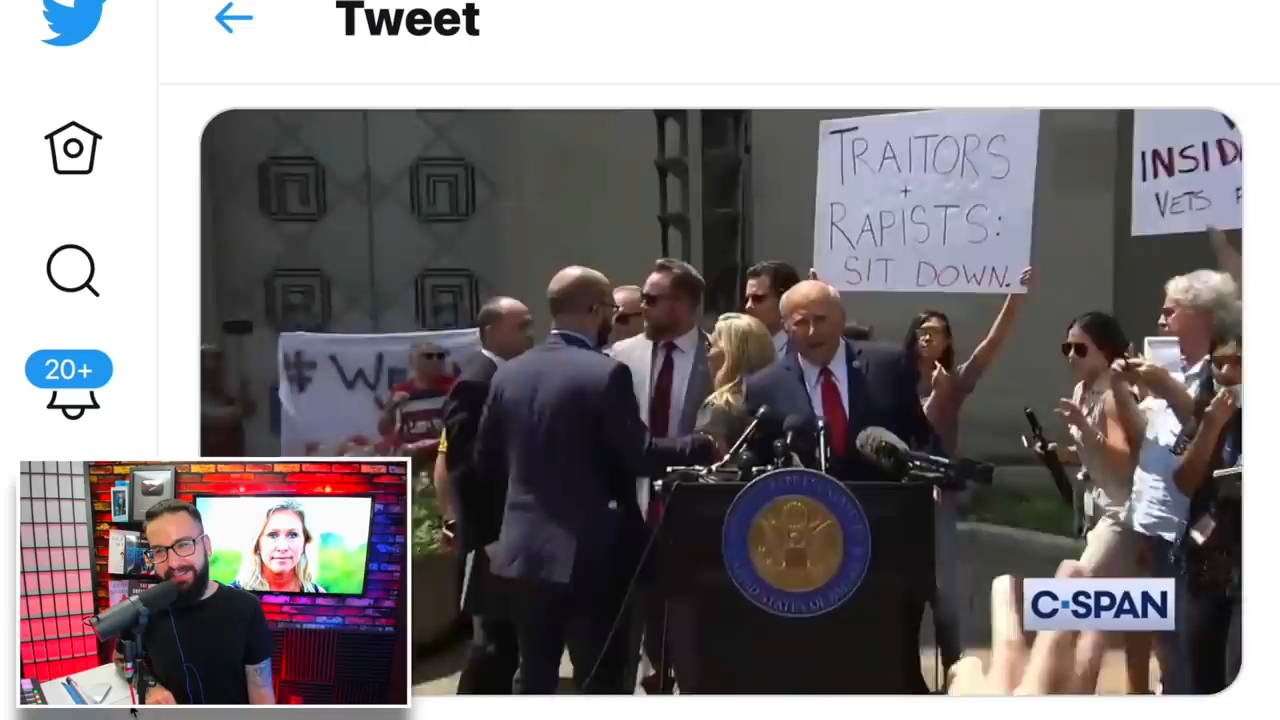 Tweet
20+
TRAITORS
+
RAPISTS:
SIT DOWN.
INSID
VETS
# W
C·SPAN